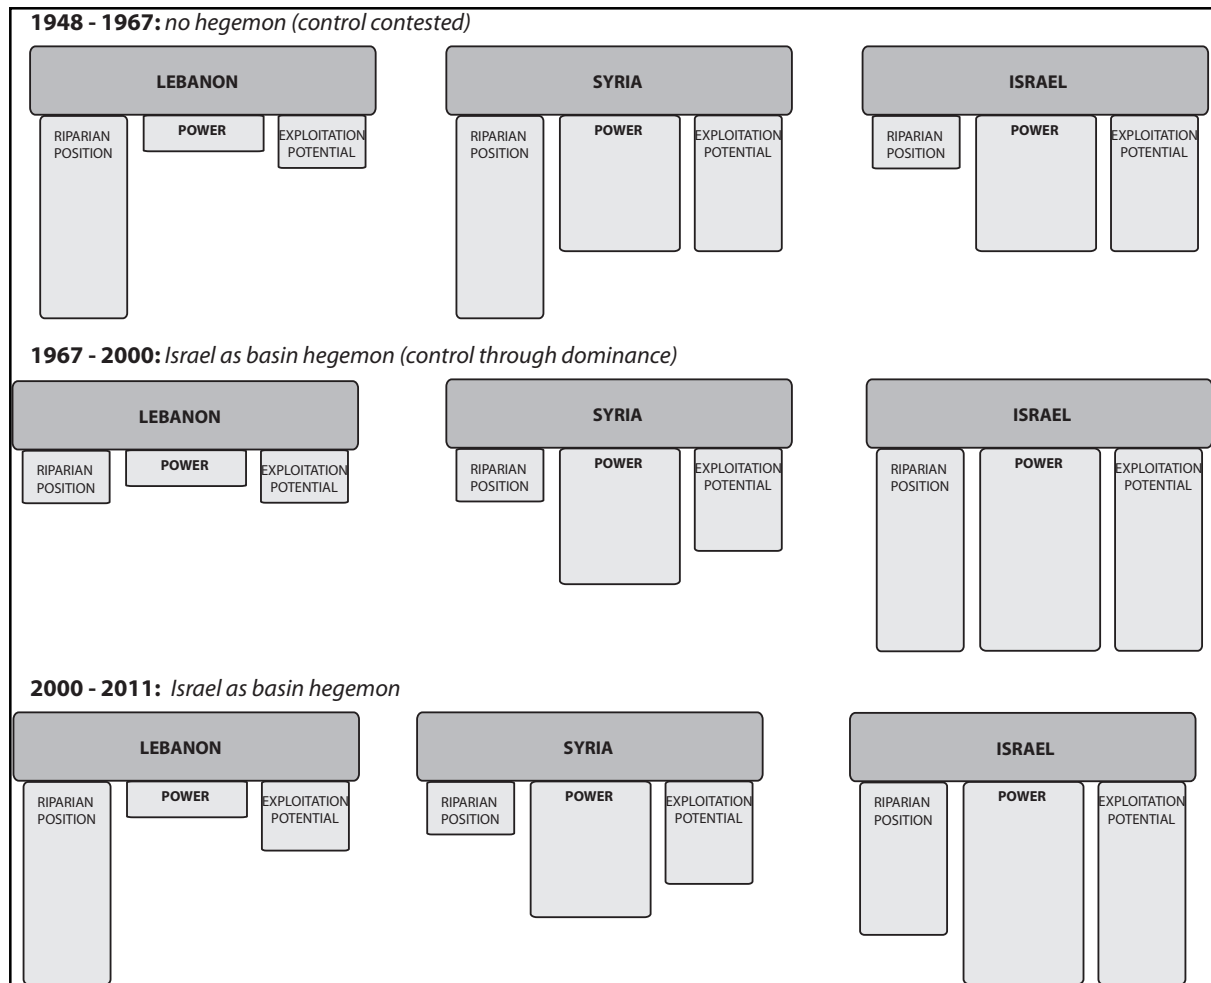 1948 - 1967: no hegemon (control contested)
LEBANON
RIPARIAN
POSITION
POWER
EXPLOITATION
POTENTIAL
SYRIA
RIPARIAN
POSITION
POWER
EXPLOITATION
POTENTIAL
ISRAEL
RIPARIAN
POSITION
POWER
EXPLOITATION
POTENTIAL
1967 - 2000: Israel as basin hegemon (control through dominance)
LEBANON
RIPARIAN
POSITION
POWER
EXPLOITATION
POTENTIAL
SYRIA
RIPARIAN
POSITION
POWER
EXPLOITATION
POTENTIAL
ISRAEL
RIPARIAN
POSITION
POWER
EXPLOITATION
POTENTIAL
2000 - 2011: Israel as basin hegemon
LEBANON
RIPARIAN
POSITION
POWER
EXPLOITATION
POTENTIAL
SYRIA
RIPARIAN
POSITION
POWER
EXPLOITATION
POTENTIAL
ISRAEL
RIPARIAN
POSITION
POWER
EXPLOITATION
POTENTIAL